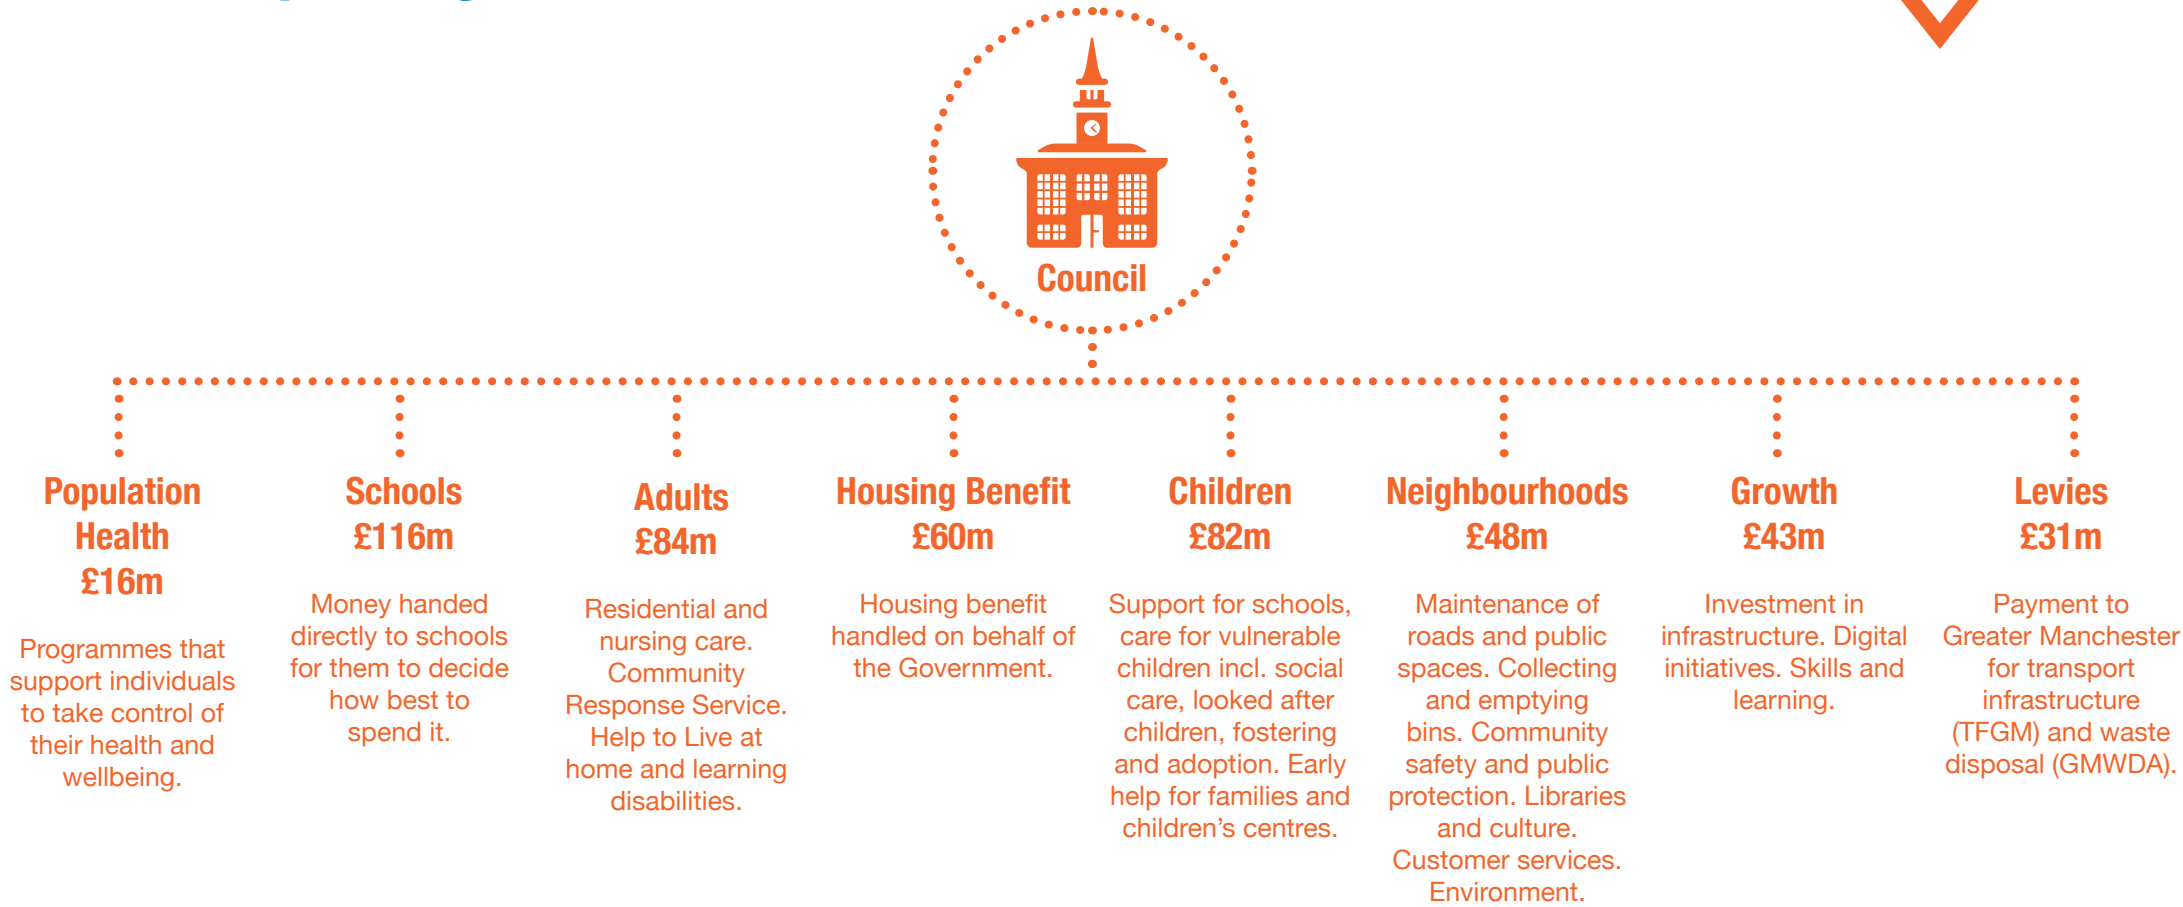 Council
Population
Health
£16m
Programmes that
support individuals
to take control of
their health and
wellbeing.
Schools
£116m
Money handed
directly to schools
for them to decide
how best to
spend it.
Adults
£84m
Residential and
nursing care.
Community
Response Service.
Help to Live at
home and learning
disabilities.
Housing Benefit
£60m
Housing benefit
handled on behalf of
the Government.
Children
£82m
Support for schools,
care for vulnerable
children incl. social
care, looked after
children, fostering
and adoption. Early
help for families and
children’s centres.
Neighbourhoods
£48m
Maintenance of
roads and public
spaces. Collecting
and emptying
bins. Community
safety and public
protection. Libraries
and culture.
Customer services.
Environment.
Growth
£43m
Investment in
infrastructure. Digital
initiatives. Skills and
learning.
Levies
£31m
Payment to
Greater Manchester
for transport
infrastructure
(TFGM) and waste
disposal (GMWDA).